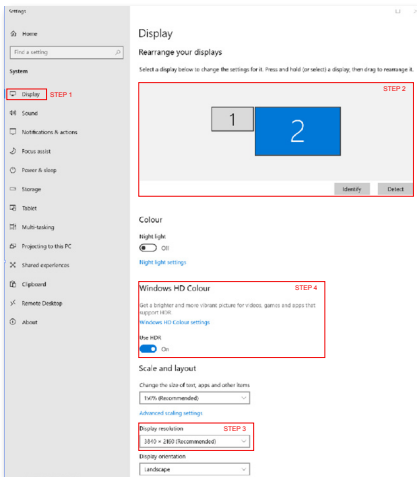 Settings
Home
Find a setting
System
Display
STEP 1
Sound
Notifications & actions
Focus assist
Power & sleep
Storage
Tablet
Multi-tasking
Projecting to this PC
Shared experiences
Clipboard
Remote Desktop
About
Display
Rearrange your displays
Select a display below to change the settings for it. Press and hold (or select) a display, then drag to rearrange it.
STEP 2
1
2
Identify
Detect
Colour
Night light
Off
Night light settings
Windows HD Colour
STEP 4
Get a brighter and more vibrant picture for videos, games and apps that
support HDR.
Windows HD Colour settings
Use HDR
On
Scale and layout
Change the size of text, apps and other items
(Recommended)
Advanced scaling settings
Display resolution
STEP 3
3840 × 2160 (Recommended)
Display orientation
Landscape